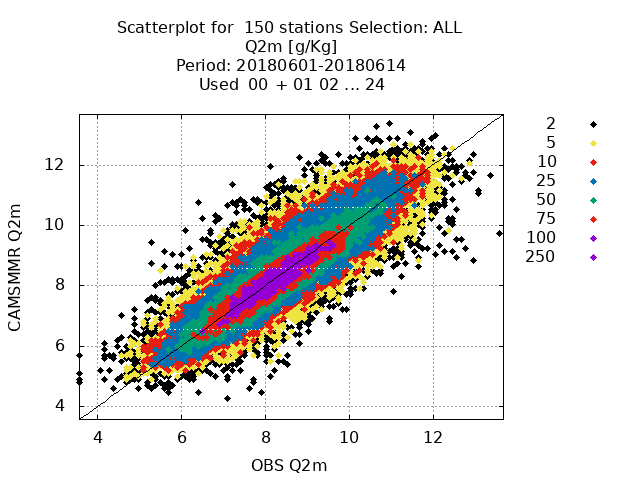 Scatterplot for  150 stations Selection: ALL
Q2m [g/Kg]
Period: 20180601-20180614
Used  00 + 01 02 ... 24
2
5
10
25
50
75
100
250
12
10
8
6
4
CAMSMMR Q2m
4 6 8 10 12
OBS Q2m